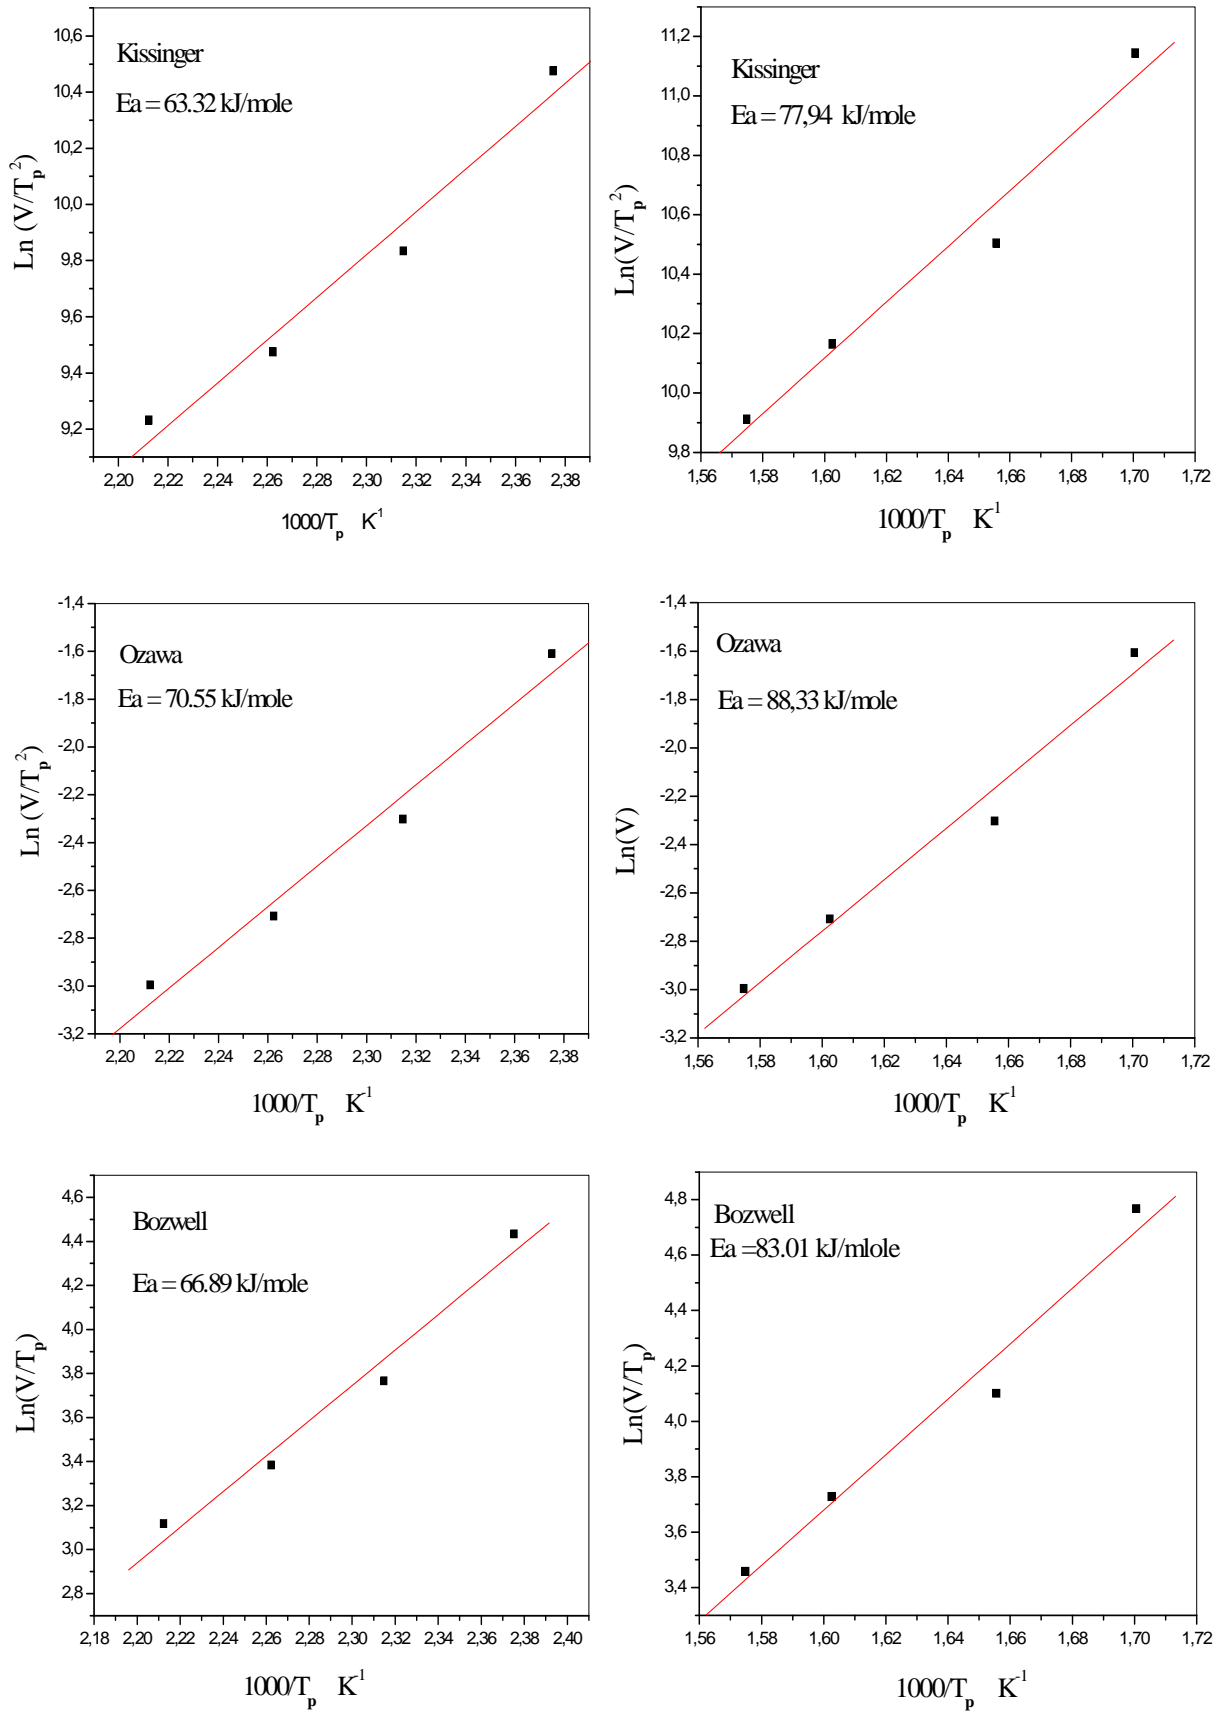 Kissinger
Ea = 63.32 kJ/mole
Ln (V/Tp²)
10,6
10,4
10,2
10,0
9,8
9,6
9,4
9,2
2,20 2,22 2,24 2,26 2,28 2,30 2,32 2,34 2,36 2,38
1000/Tp K⁻¹
Kissinger
Ea = 77,94 kJ/mole
Ln(V/Tp²)
11,2
11,0
10,8
10,6
10,4
10,2
10,0
9,8
1,56 1,58 1,60 1,62 1,64 1,66 1,68 1,70 1,72
1000/Tp K⁻¹
Ozawa
Ea = 70.55 kJ/mole
Ln (V/Tp²)
-1,4
-1,6
-1,8
-2,0
-2,2
-2,4
-2,6
-2,8
-3,0
-3,2
2,20 2,22 2,24 2,26 2,28 2,30 2,32 2,34 2,36 2,38
1000/Tp K⁻¹
Ozawa
Ea = 88,33 kJ/mole
Ln(V)
-1,4
-1,6
-1,8
-2,0
-2,2
-2,4
-2,6
-2,8
-3,0
-3,2
1,56 1,58 1,60 1,62 1,64 1,66 1,68 1,70 1,72
1000/Tp K⁻¹
Bozwell
Ea = 66.89 kJ/mole
Ln(V/Tp)
4,6
4,4
4,2
4,0
3,8
3,6
3,4
3,2
3,0
2,8
2,18 2,20 2,22 2,24 2,26 2,28 2,30 2,32 2,34 2,36 2,38 2,40
1000/Tp K⁻¹
Bozwell
Ea =83.01 kJ/mlole
Ln(V/Tp)
4,8
4,6
4,4
4,2
4,0
3,8
3,6
3,4
1,56 1,58 1,60 1,62 1,64 1,66 1,68 1,70 1,72
1000/Tp K⁻¹